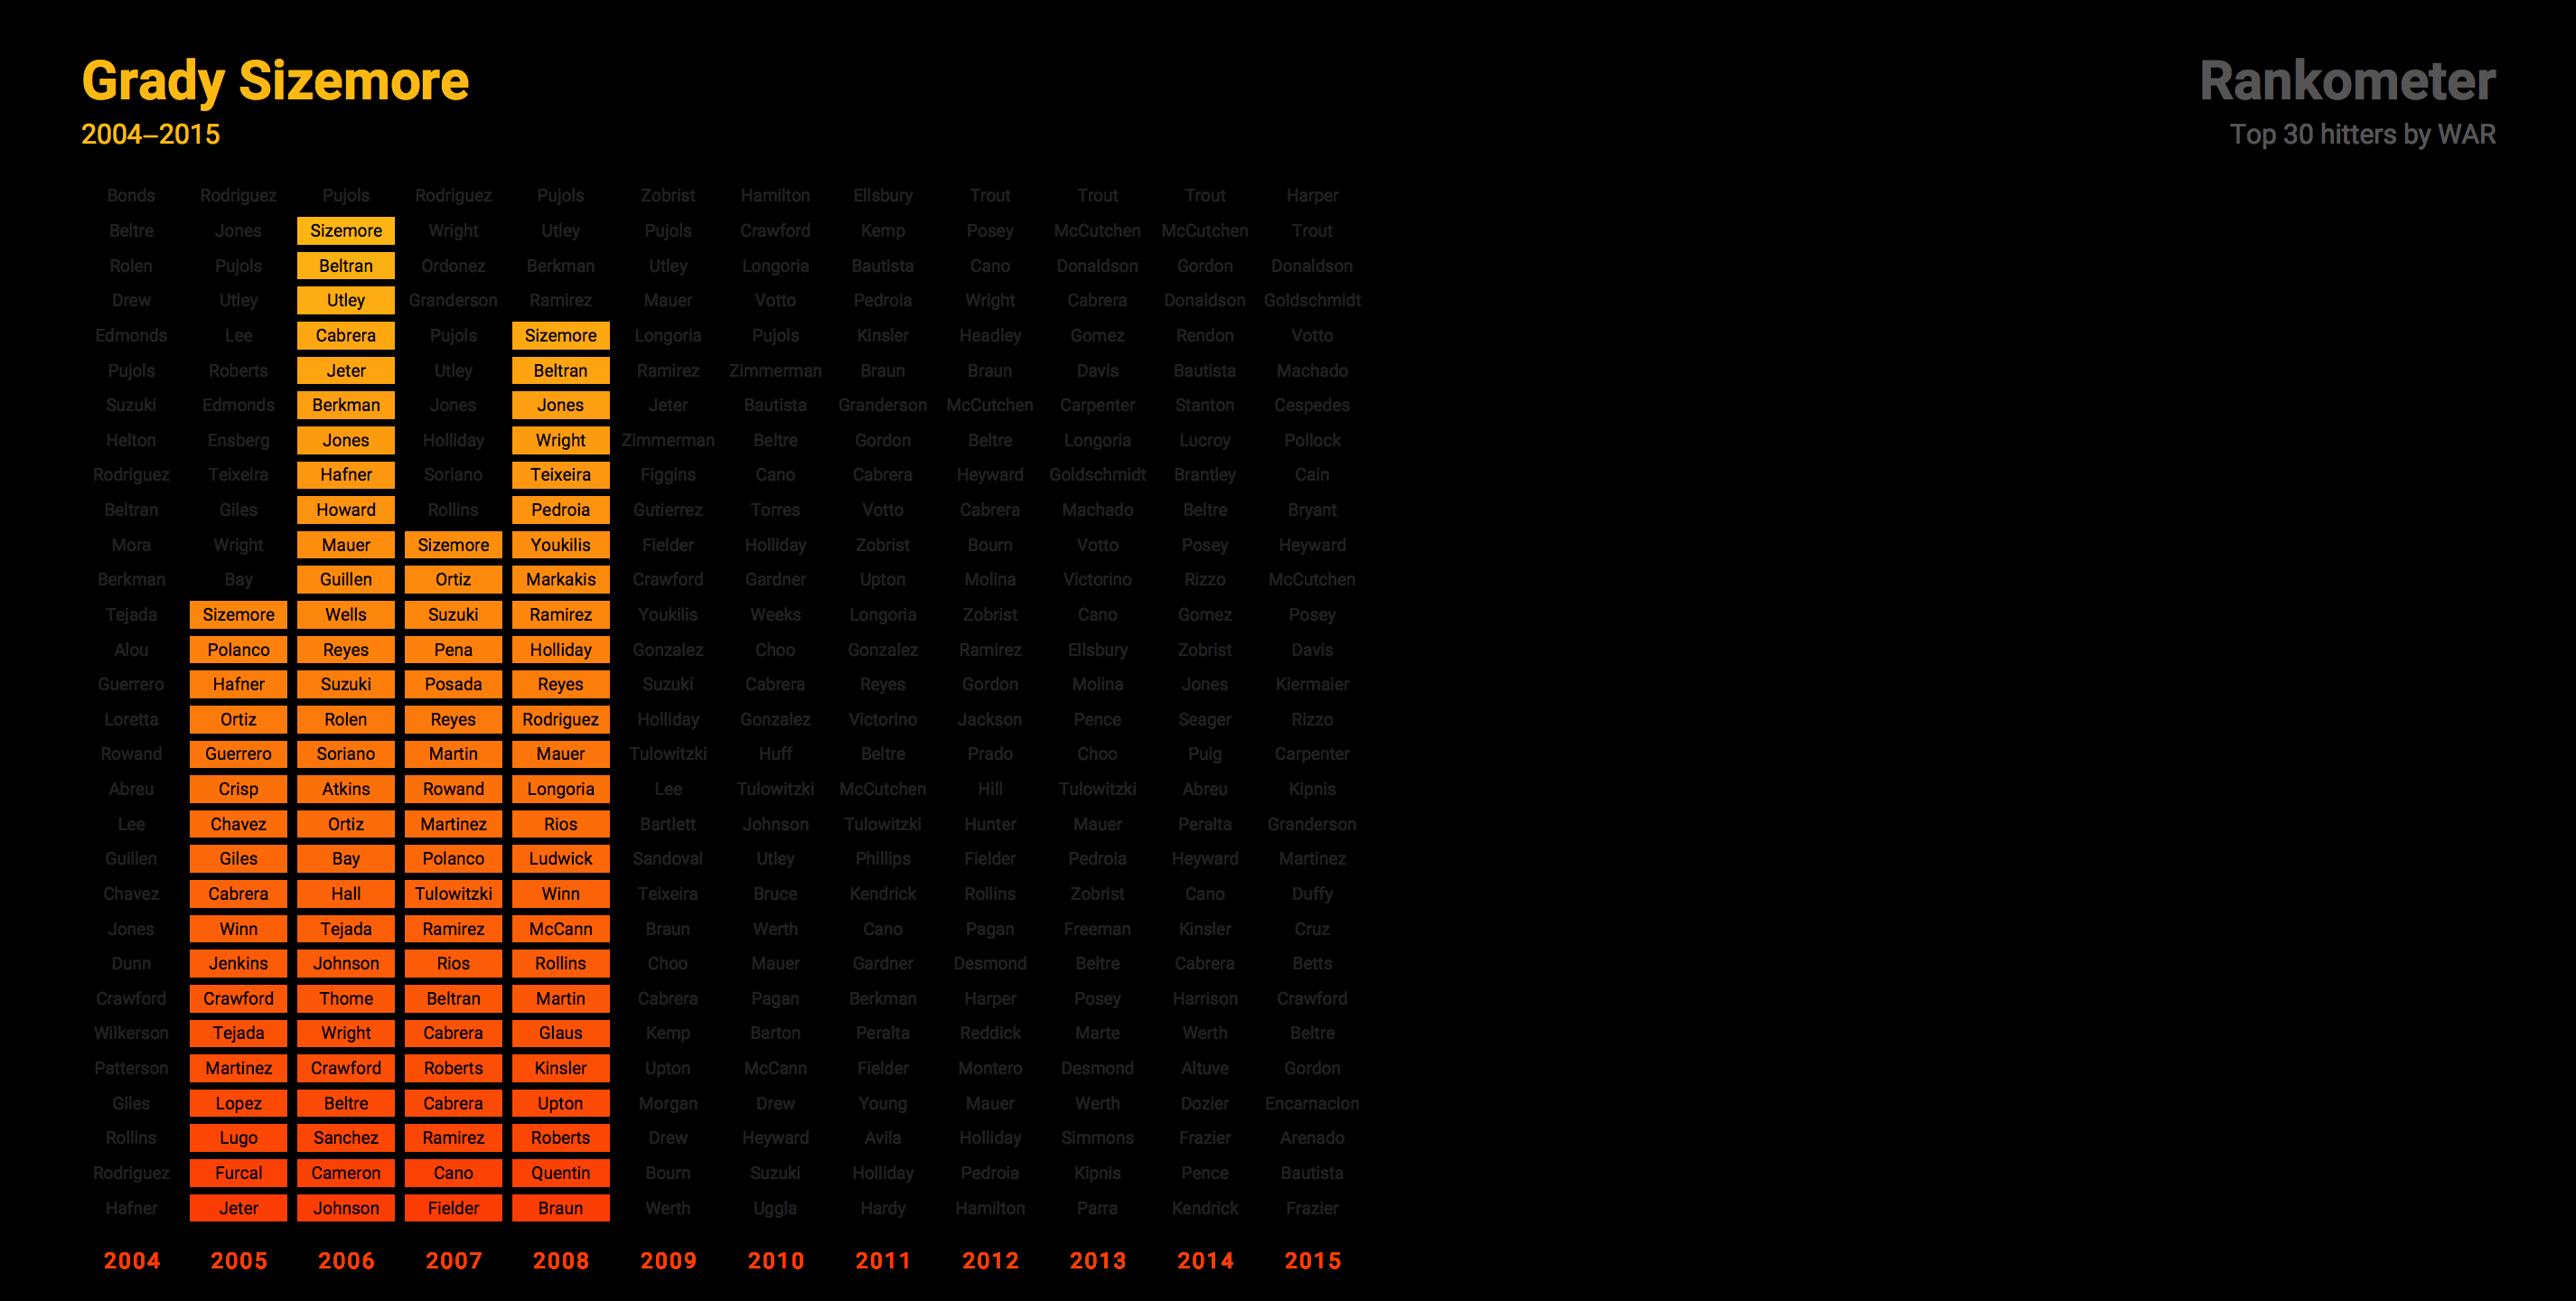 Grady Sizemore
2004–2015
Rankometer
Top 30 hitters by WAR
Bonds Rodriguez Pujols Rodriguez Pujols Zobrist Hamilton Ellsbury Trout Trout Trout Harper
Beltre Jones Sizemore Wright Utley Pujols Crawford Kemp Posey McCutchen McCutchen Trout
Rolen Pujols Beltran Ordonez Berkman Utley Longoria Bautista Cano Donaldson Gordon Donaldson
Drew Utley Utley Granderson Ramirez Mauer Votto Pedroia Wright Cabrera Donaldson Goldschmidt
Edmonds Lee Cabrera Pujols Sizemore Longoria Pujols Kinsler Headley Gomez Rendon Votto
Pujols Roberts Jeter Utley Beltran Ramirez Zimmerman Braun Braun Davis Bautista Machado
Suzuki Edmonds Berkman Jones Jones Jeter Bautista Granderson McCutchen Carpenter Stanton Cespedes
Helton Ensberg Jones Holliday Wright Zimmerman Beltre Gordon Beltre Longoria Lucroy Pollock
Rodriguez Teixeira Hafner Soriano Teixeira Figgins Cano Cabrera Heyward Goldschmidt Brantley Cain
Beltran Giles Howard Rollins Pedroia Gutierrez Torres Votto Cabrera Machado Beltre Bryant
Mora Wright Mauer Sizemore Youkilis Fielder Holliday Zobrist Bourn Votto Posey Heyward
Berkman Bay Guillen Ortiz Markakis Crawford Gardner Upton Molina Victorino Rizzo McCutchen
Tejada Sizemore Wells Suzuki Ramirez Youkilis Weeks Longoria Zobrist Cano Gomez Posey
Alou Polanco Reyes Pena Holliday Gonzalez Choo Gonzalez Ramirez Ellsbury Zobrist Davis
Guerrero Hafner Suzuki Posada Reyes Suzuki Cabrera Reyes Gordon Molina Jones Kiermaier
Loretta Ortiz Rolen Reyes Rodriguez Holliday Gonzalez Victorino Jackson Pence Seager Rizzo
Rowand Guerrero Soriano Martin Mauer Tulowitzki Huff Beltre Prado Choo Puig Carpenter
Abreu Crisp Atkins Rowand Longoria Lee Tulowitzki McCutchen Hill Tulowitzki Abreu Kipnis
Lee Chavez Ortiz Martinez Rios Bartlett Johnson Tulowitzki Hunter Mauer Peralta Granderson
Guillen Giles Bay Polanco Ludwick Sandoval Utley Phillips Fielder Pedroia Heyward Martinez
Chavez Cabrera Hall Tulowitzki Winn Teixeira Bruce Kendrick Rollins Zobrist Cano Duffy
Jones Winn Tejada Ramirez McCann Braun Werth Cano Pagan Freeman Kinsler Cruz
Dunn Jenkins Johnson Rios Rollins Choo Mauer Gardner Desmond Beltre Cabrera Betts
Crawford Crawford Thome Beltran Martin Cabrera Pagan Berkman Harper Posey Harrison Crawford
Wilkerson Tejada Wright Cabrera Glaus Kemp Barton Peralta Reddick Marte Werth Beltre
Patterson Martinez Crawford Roberts Kinsler Upton McCann Fielder Montero Desmond Altuve Gordon
Giles Lopez Beltre Cabrera Upton Morgan Drew Young Mauer Werth Dozier Encarnacion
Rollins Lugo Sanchez Ramirez Roberts Drew Heyward Avila Holliday Simmons Frazier Arenado
Rodriguez Furcal Cameron Cano Quentin Bourn Suzuki Holliday Pedroia Kipnis Pence Bautista
Hafner Jeter Johnson Fielder Braun Werth Uggla Hardy Hamilton Parra Kendrick Frazier
2004 2005 2006 2007 2008 2009 2010 2011 2012 2013 2014 2015